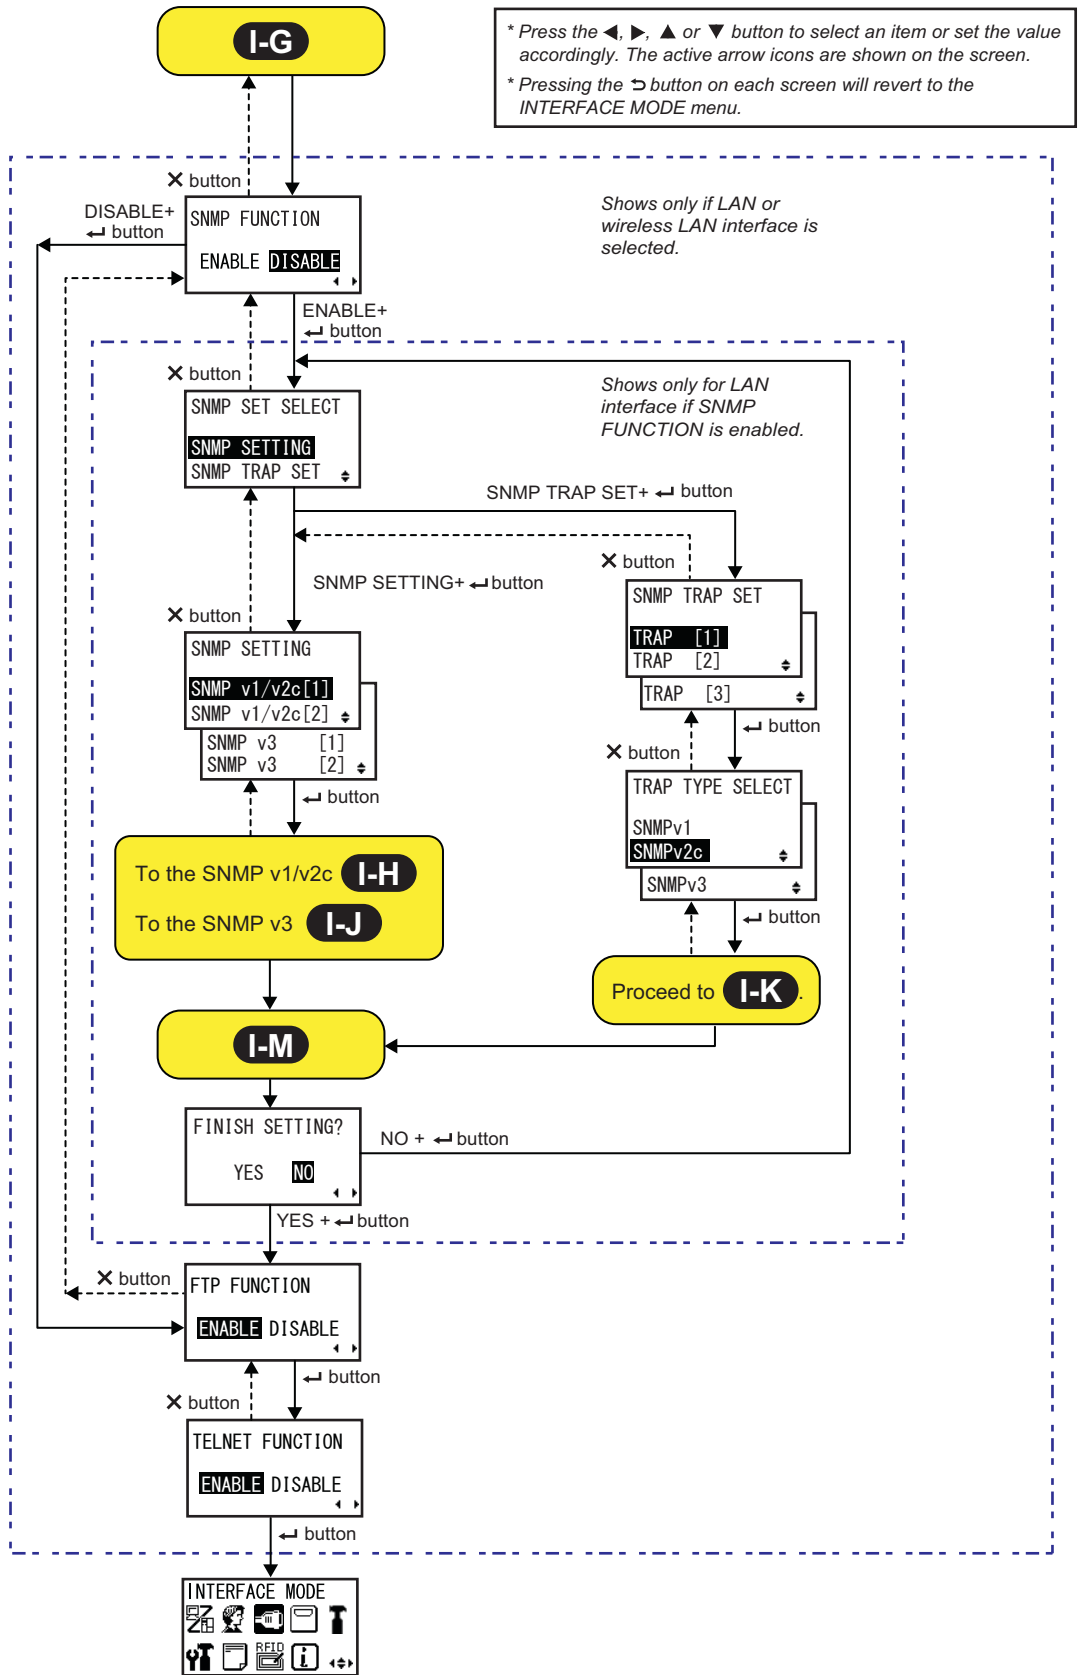 I-G
* Press the ◀, ▶, ▲ or ▼ button to select an item or set the value
accordingly. The active arrow icons are shown on the screen.
* Pressing the ⮌ button on each screen will revert to the
INTERFACE MODE menu.
✕ button
DISABLE+
↵ button
SNMP FUNCTION
ENABLE DISABLE
Shows only if LAN or
wireless LAN interface is
selected.
ENABLE+
↵ button
✕ button
SNMP SET SELECT
SNMP SETTING
SNMP TRAP SET
Shows only for LAN
interface if SNMP
FUNCTION is enabled.
SNMP TRAP SET+ ↵ button
SNMP SETTING+ ↵ button
✕ button
SNMP TRAP SET
TRAP [1]
TRAP [2]
TRAP [3]
✕ button
SNMP SETTING
SNMP v1/v2c[1]
SNMP v1/v2c[2]
SNMP v3 [1]
SNMP v3 [2]
↵ button
✕ button
TRAP TYPE SELECT
SNMPv1
SNMPv2c
SNMPv3
↵ button
↵ button
To the SNMP v1/v2c I-H
To the SNMP v3 I-J
Proceed to I-K.
I-M
FINISH SETTING?
YES NO
NO + ↵ button
YES + ↵ button
✕ button
FTP FUNCTION
ENABLE DISABLE
↵ button
✕ button
TELNET FUNCTION
ENABLE DISABLE
↵ button
INTERFACE MODE
RFID
i